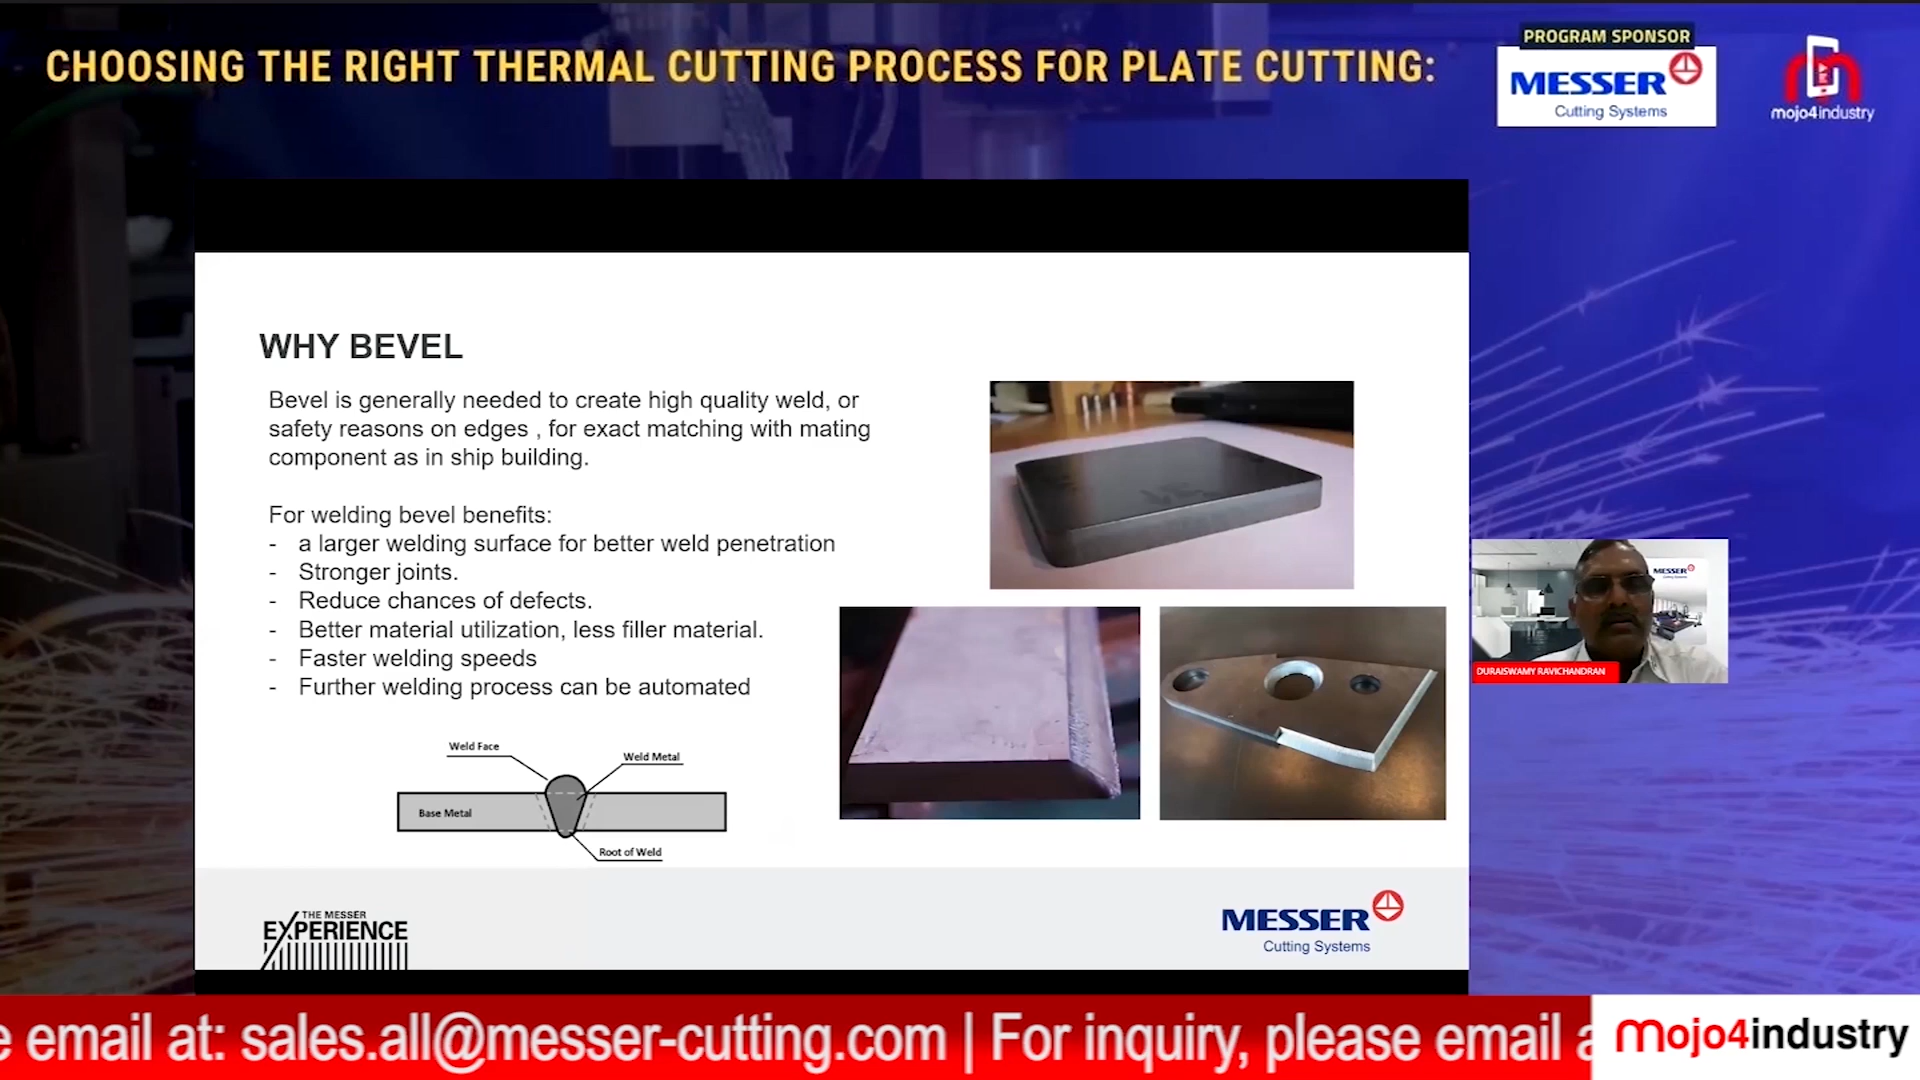 CHOOSING THE RIGHT THERMAL CUTTING PROCESS FOR PLATE CUTTING:
PROGRAM SPONSOR
MESSER
Cutting Systems
mojo4industry
WHY BEVEL
Bevel is generally needed to create high quality weld, or
safety reasons on edges , for exact matching with mating
component as in ship building.
For welding bevel benefits:
- a larger welding surface for better weld penetration
- Stronger joints.
- Reduce chances of defects.
- Better material utilization, less filler material.
- Faster welding speeds
- Further welding process can be automated
Weld Face
Weld Metal
Base Metal
Root of Weld
MESSER
Cutting Systems
DURAISWAMY RAVICHANDRAN
THE MESSER
EXPERIENCE
MESSER
Cutting Systems
e email at: sales.all@messer-cutting.com | For inquiry, please email a
mojo4industry